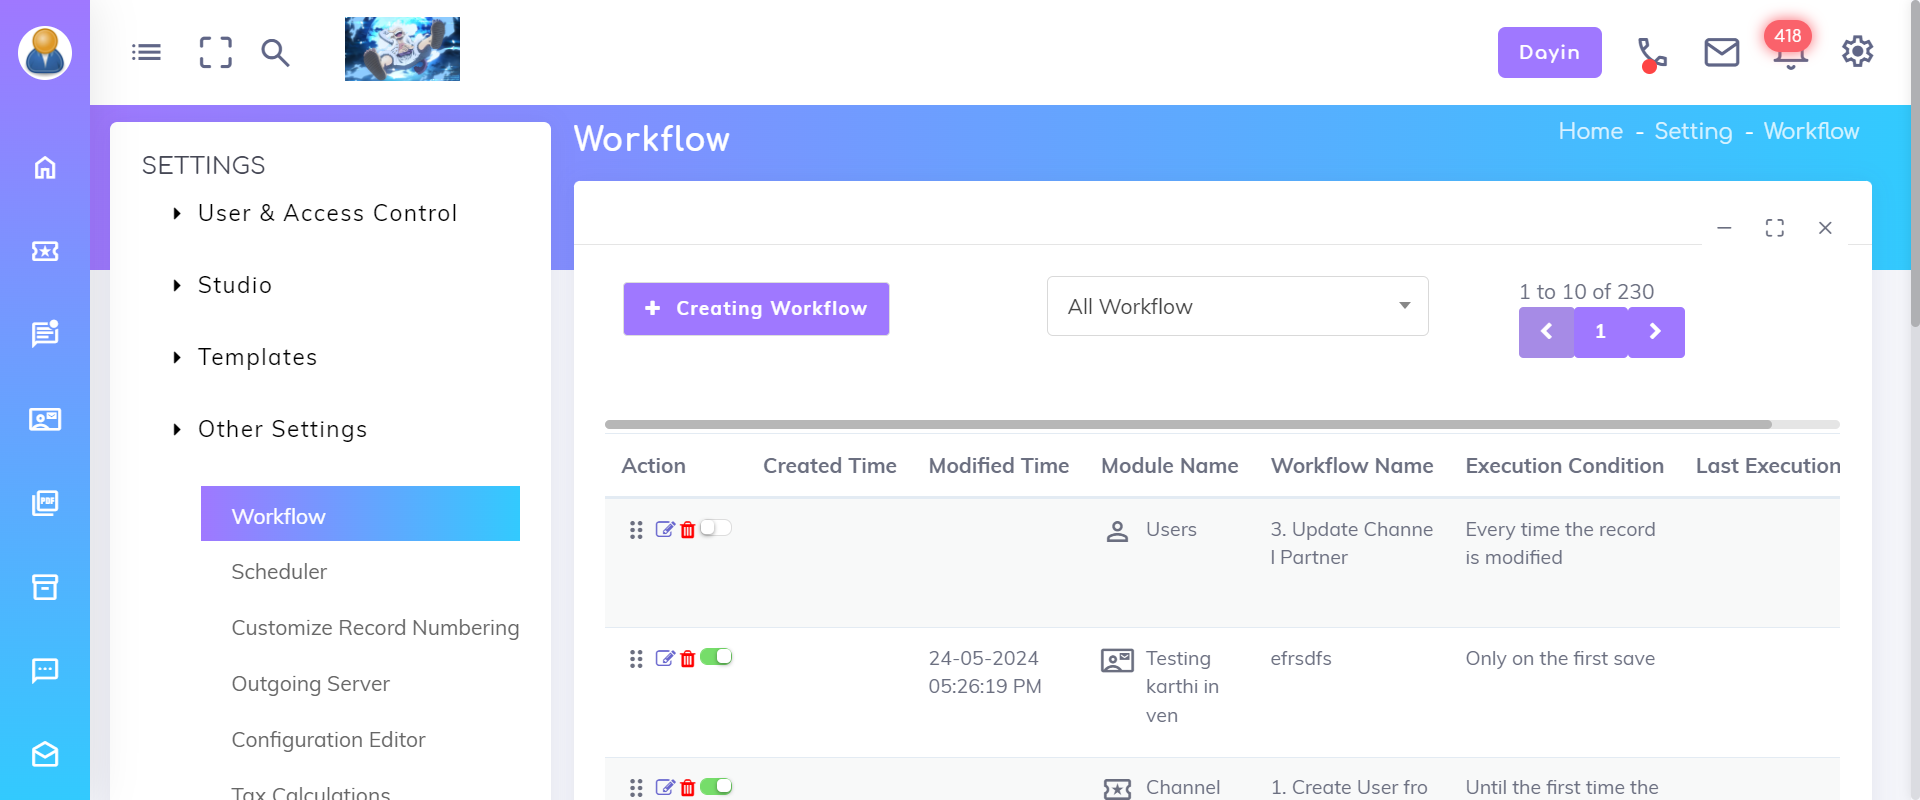 Dayin
418
SETTINGS
User & Access Control
Studio
Templates
Other Settings
Workflow
Scheduler
Customize Record Numbering
Outgoing Server
Configuration Editor
Tax Calculations
Workflow
Home - Setting - Workflow
Creating Workflow
All Workflow
1 to 10 of 230
1
Action Created Time Modified Time Module Name Workflow Name Execution Condition Last Execution
Users 3. Update Channe Every time the record
l Partner is modified
24-05-2024 Testing efrsdfs Only on the first save
05:26:19 PM karthi in
ven
Channel 1. Create User fro Until the first time the
PDF